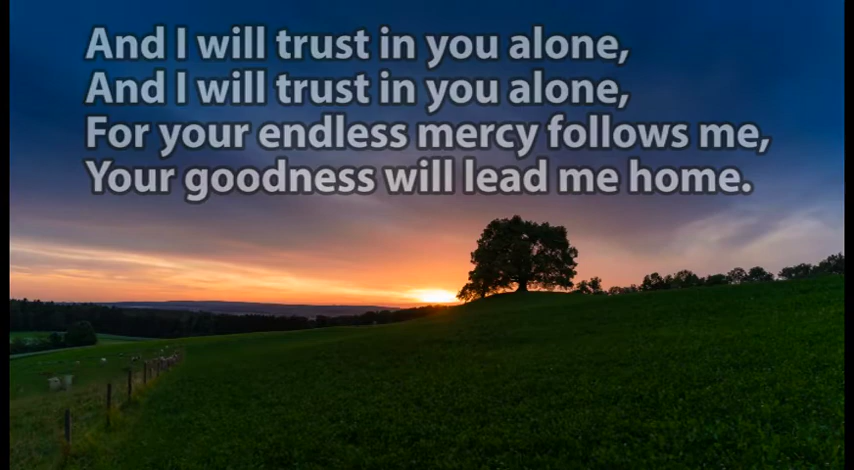 And I will trust in you alone,
And I will trust in you alone,
For your endless mercy follows me,
Your goodness will lead me home.